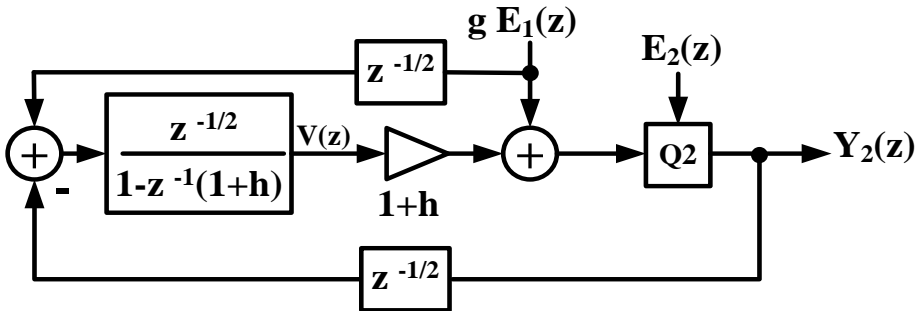 g E₁(z)
z -1/2
E₂(z)
+
z -1/2
1-z -1(1+h)
V(z)
1+h
+
Q2
Y₂(z)
-
z -1/2